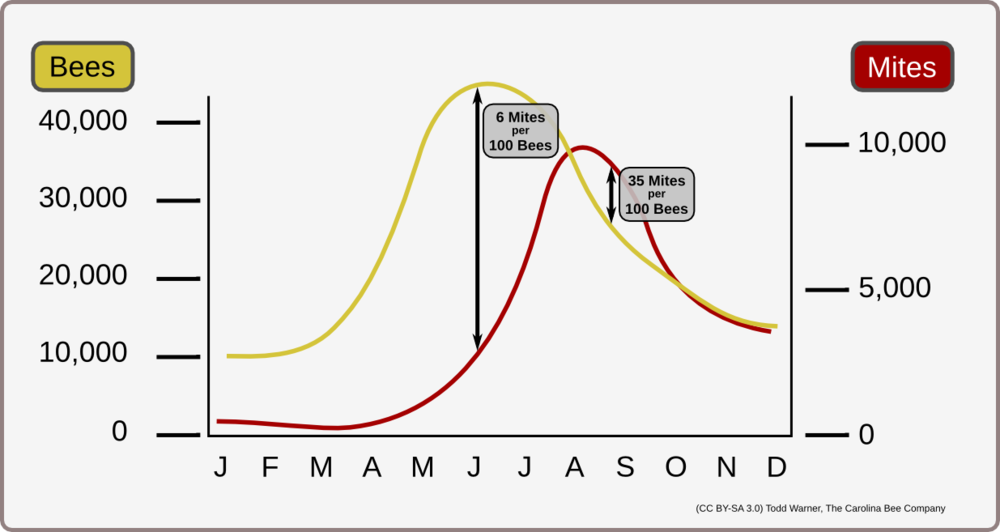 Bees
Mites
40,000
30,000
20,000
10,000
0
6 Mites
per
100 Bees
35 Mites
per
100 Bees
10,000
5,000
0
J F M A M J J A S O N D
(CC BY-SA 3.0) Todd Warner, The Carolina Bee Company